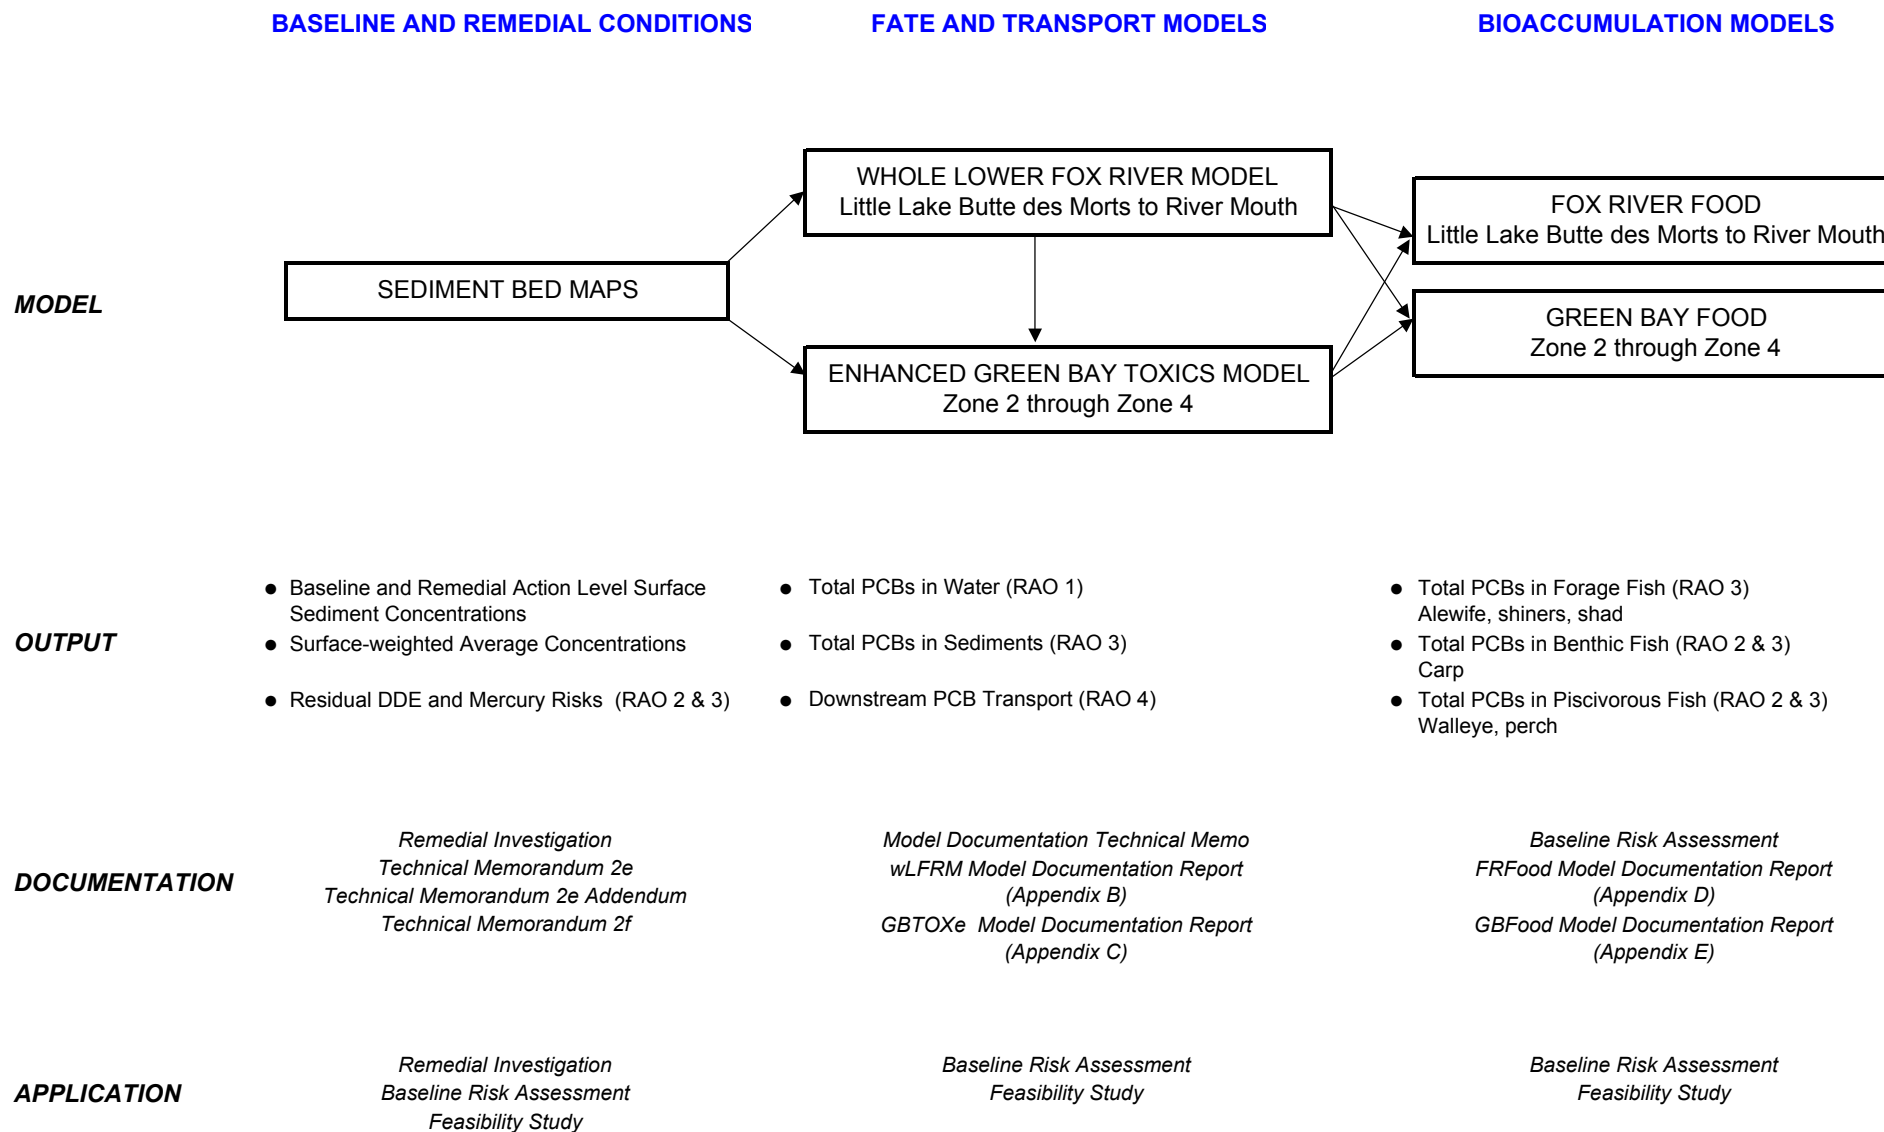 BASELINE AND REMEDIAL CONDITIONS
FATE AND TRANSPORT MODELS
BIOACCUMULATION MODELS
MODEL
SEDIMENT BED MAPS
WHOLE LOWER FOX RIVER MODEL
Little Lake Butte des Morts to River Mouth
ENHANCED GREEN BAY TOXICS MODEL
Zone 2 through Zone 4
FOX RIVER FOOD
Little Lake Butte des Morts to River Mouth
GREEN BAY FOOD
Zone 2 through Zone 4
OUTPUT
● Baseline and Remedial Action Level Surface
Sediment Concentrations
● Surface-weighted Average Concentrations
● Residual DDE and Mercury Risks (RAO 2 & 3)
● Total PCBs in Water (RAO 1)
● Total PCBs in Sediments (RAO 3)
● Downstream PCB Transport (RAO 4)
● Total PCBs in Forage Fish (RAO 3)
Alewife, shiners, shad
● Total PCBs in Benthic Fish (RAO 2 & 3)
Carp
● Total PCBs in Piscivorous Fish (RAO 2 & 3)
Walleye, perch
DOCUMENTATION
Remedial Investigation
Technical Memorandum 2e
Technical Memorandum 2e Addendum
Technical Memorandum 2f
Model Documentation Technical Memo
wLFRM Model Documentation Report
(Appendix B)
GBTOXe Model Documentation Report
(Appendix C)
Baseline Risk Assessment
FRFood Model Documentation Report
(Appendix D)
GBFood Model Documentation Report
(Appendix E)
APPLICATION
Remedial Investigation
Baseline Risk Assessment
Feasibility Study
Baseline Risk Assessment
Feasibility Study
Baseline Risk Assessment
Feasibility Study